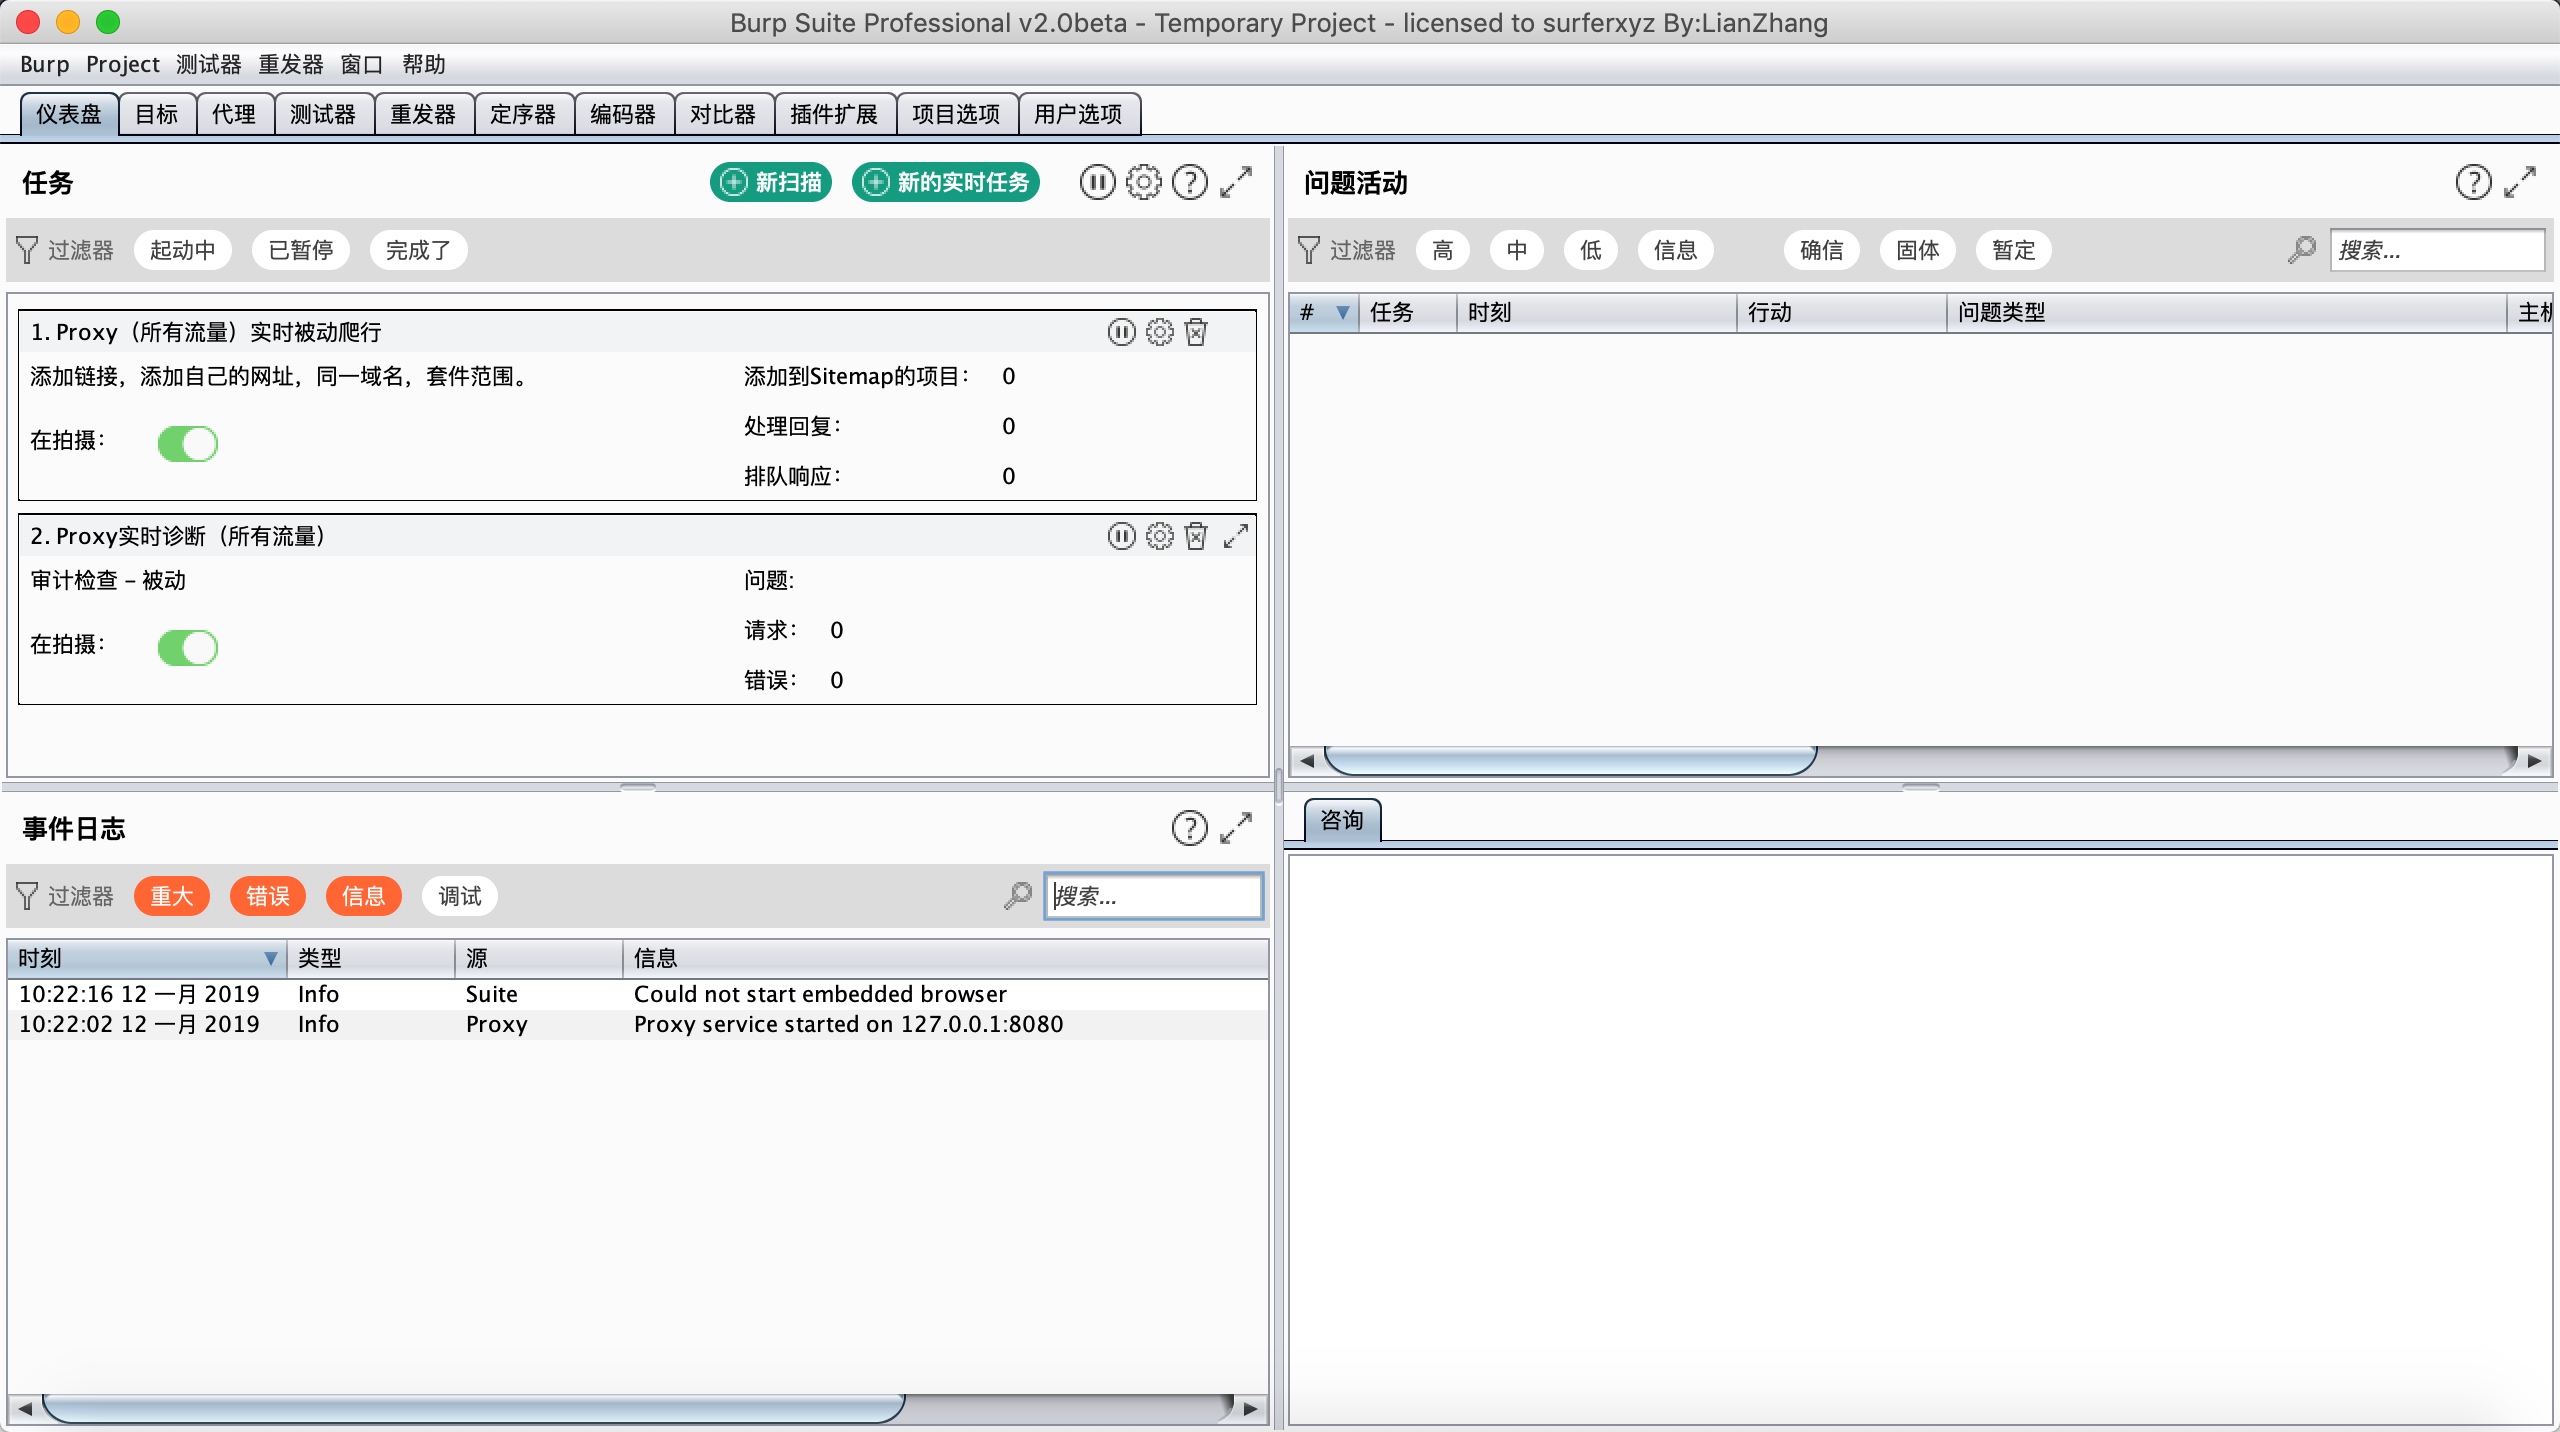 Burp Suite Professional v2.0beta - Temporary Project - licensed to surferxyz By:LianZhang
Burp Project 测试器 重发器 窗口 帮助
仪表盘 目标 代理 测试器 重发器 定序器 编码器 对比器 插件扩展 项目选项 用户选项
任务 新扫描 新的实时任务
过滤器 起动中 已暂停 完成了
1. Proxy（所有流量）实时被动爬行
添加链接，添加自己的网址，同一域名，套件范围。 添加到Sitemap的项目： 0
处理回复： 0
在拍摄：
排队响应： 0
2. Proxy实时诊断（所有流量）
审计检查 – 被动 问题:
请求： 0
在拍摄：
错误： 0
问题活动
过滤器 高 中 低 信息 确信 固体 暂定 搜索...
# 任务 时刻 行动 问题类型 主机
事件日志
过滤器 重大 错误 信息 调试 搜索...
时刻 类型 源 信息
10:22:16 12 一月 2019 Info Suite Could not start embedded browser
10:22:02 12 一月 2019 Info Proxy Proxy service started on 127.0.0.1:8080
咨询